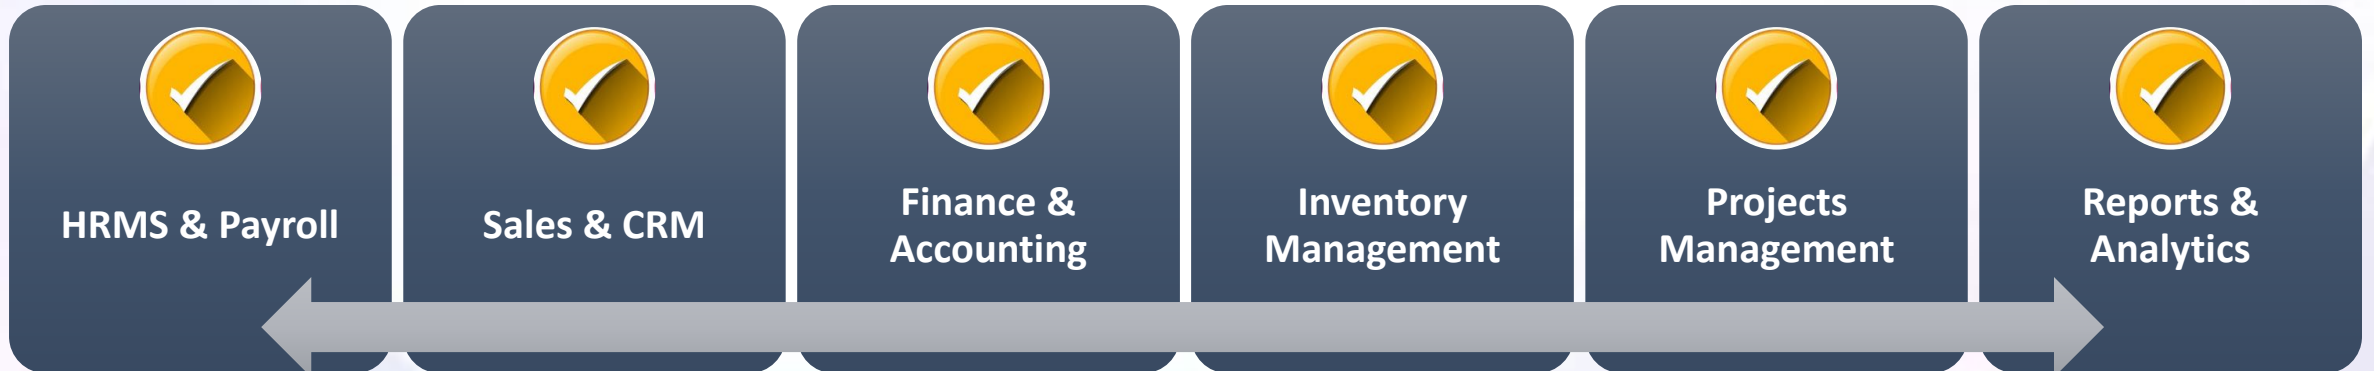 HRMS & Payroll
Sales & CRM
Finance &
Accounting
Inventory
Management
Projects
Management
Reports &
Analytics